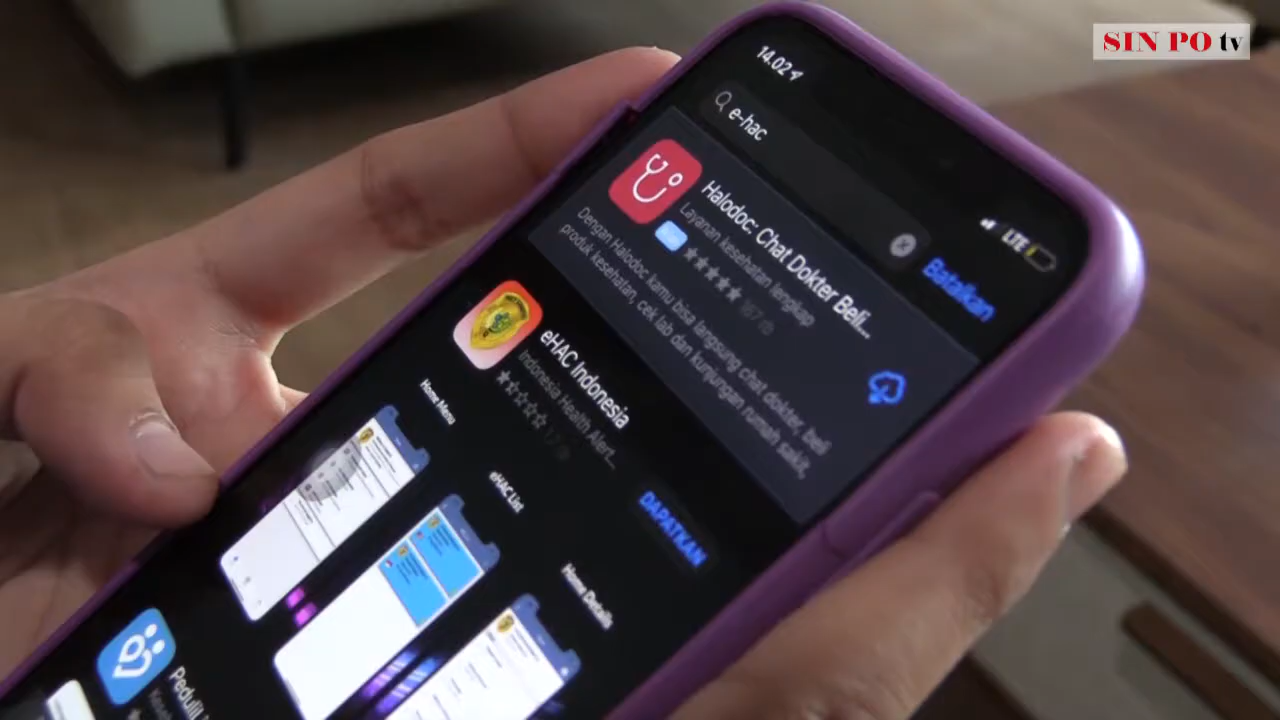 SIN PO tv
14.02
LTE
e-hac
Batalkan
Halodoc: Chat Dokter Beli...
Layanan kesehatan lengkap
Dengan Halodoc kamu bisa langsung chat dokter, beli
produk kesehatan, cek lab dan kunjungan rumah sakit,
eHAC Indonesia
Indonesia Health Alert...
DAPATKAN
Home Menu
eHAC List
Home Details